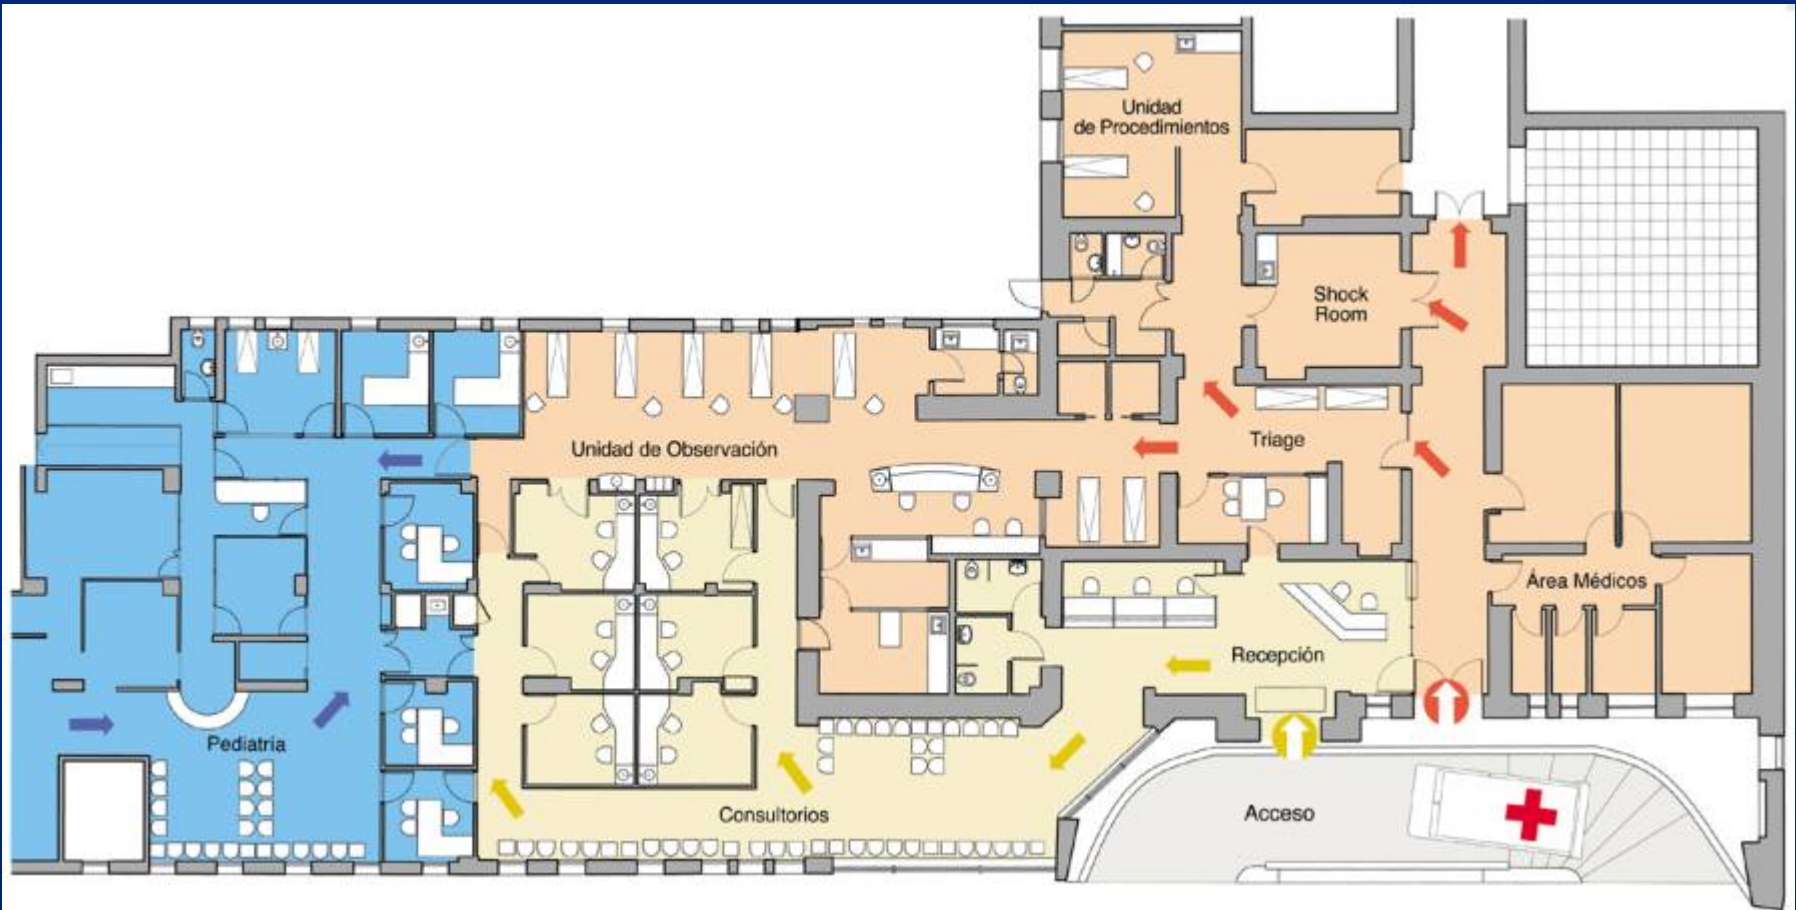 Unidad
de Procedimientos
Shock
Room
Unidad de Observación
Triage
Área Médicos
Recepción
Pediatría
Consultorios
Acceso